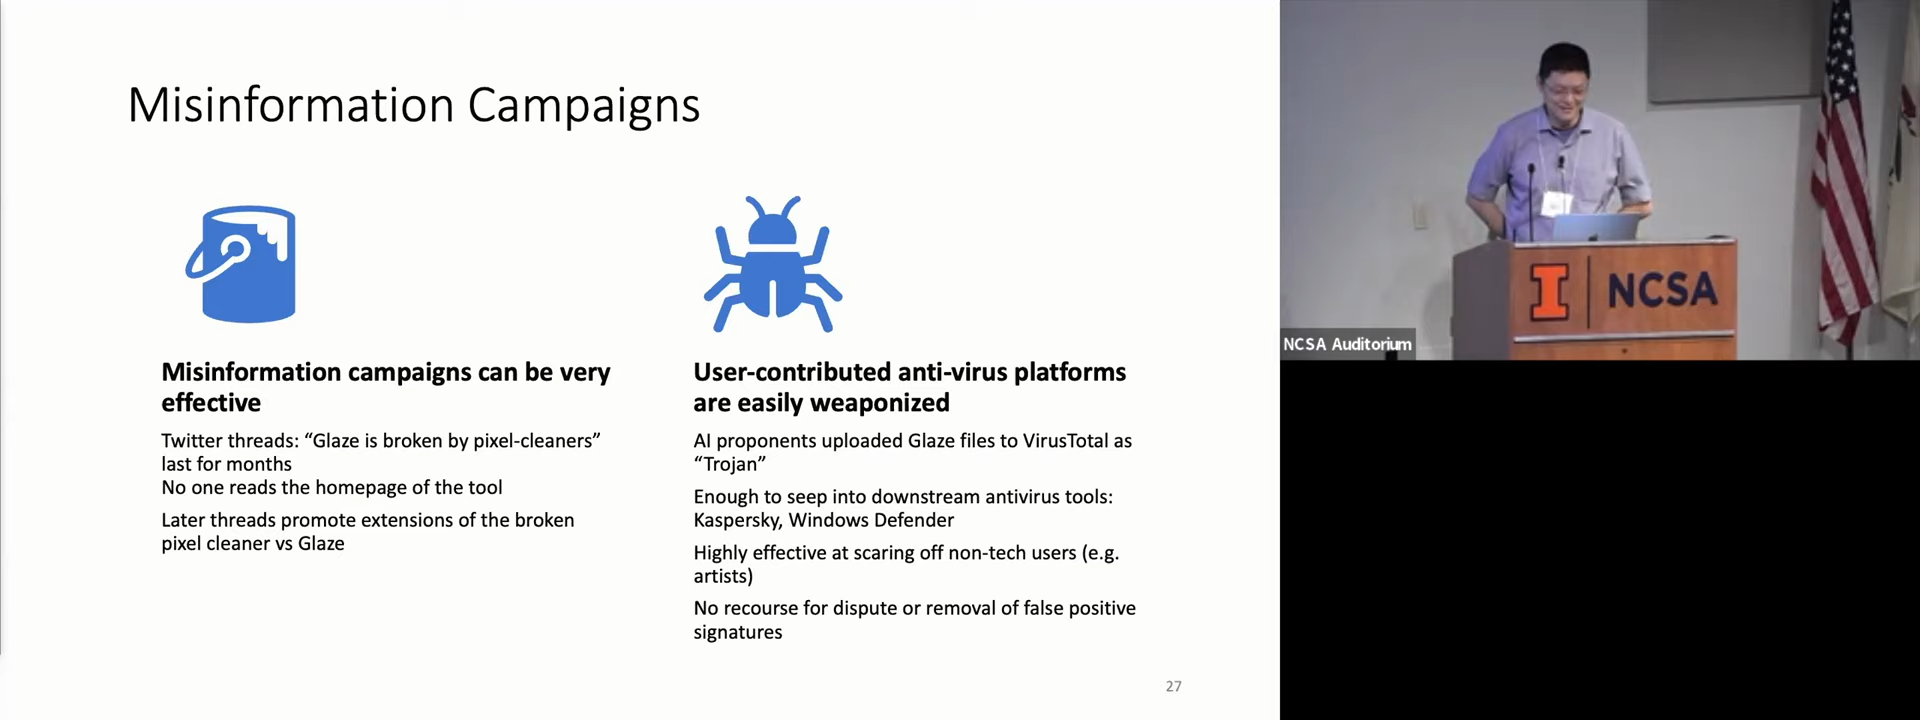 Misinformation Campaigns
Misinformation campaigns can be very
effective
Twitter threads: “Glaze is broken by pixel-cleaners”
last for months
No one reads the homepage of the tool
Later threads promote extensions of the broken
pixel cleaner vs Glaze
User-contributed anti-virus platforms
are easily weaponized
AI proponents uploaded Glaze files to VirusTotal as
“Trojan”
Enough to seep into downstream antivirus tools:
Kaspersky, Windows Defender
Highly effective at scaring off non-tech users (e.g.
artists)
No recourse for dispute or removal of false positive
signatures
27
I NCSA
NCSA Auditorium